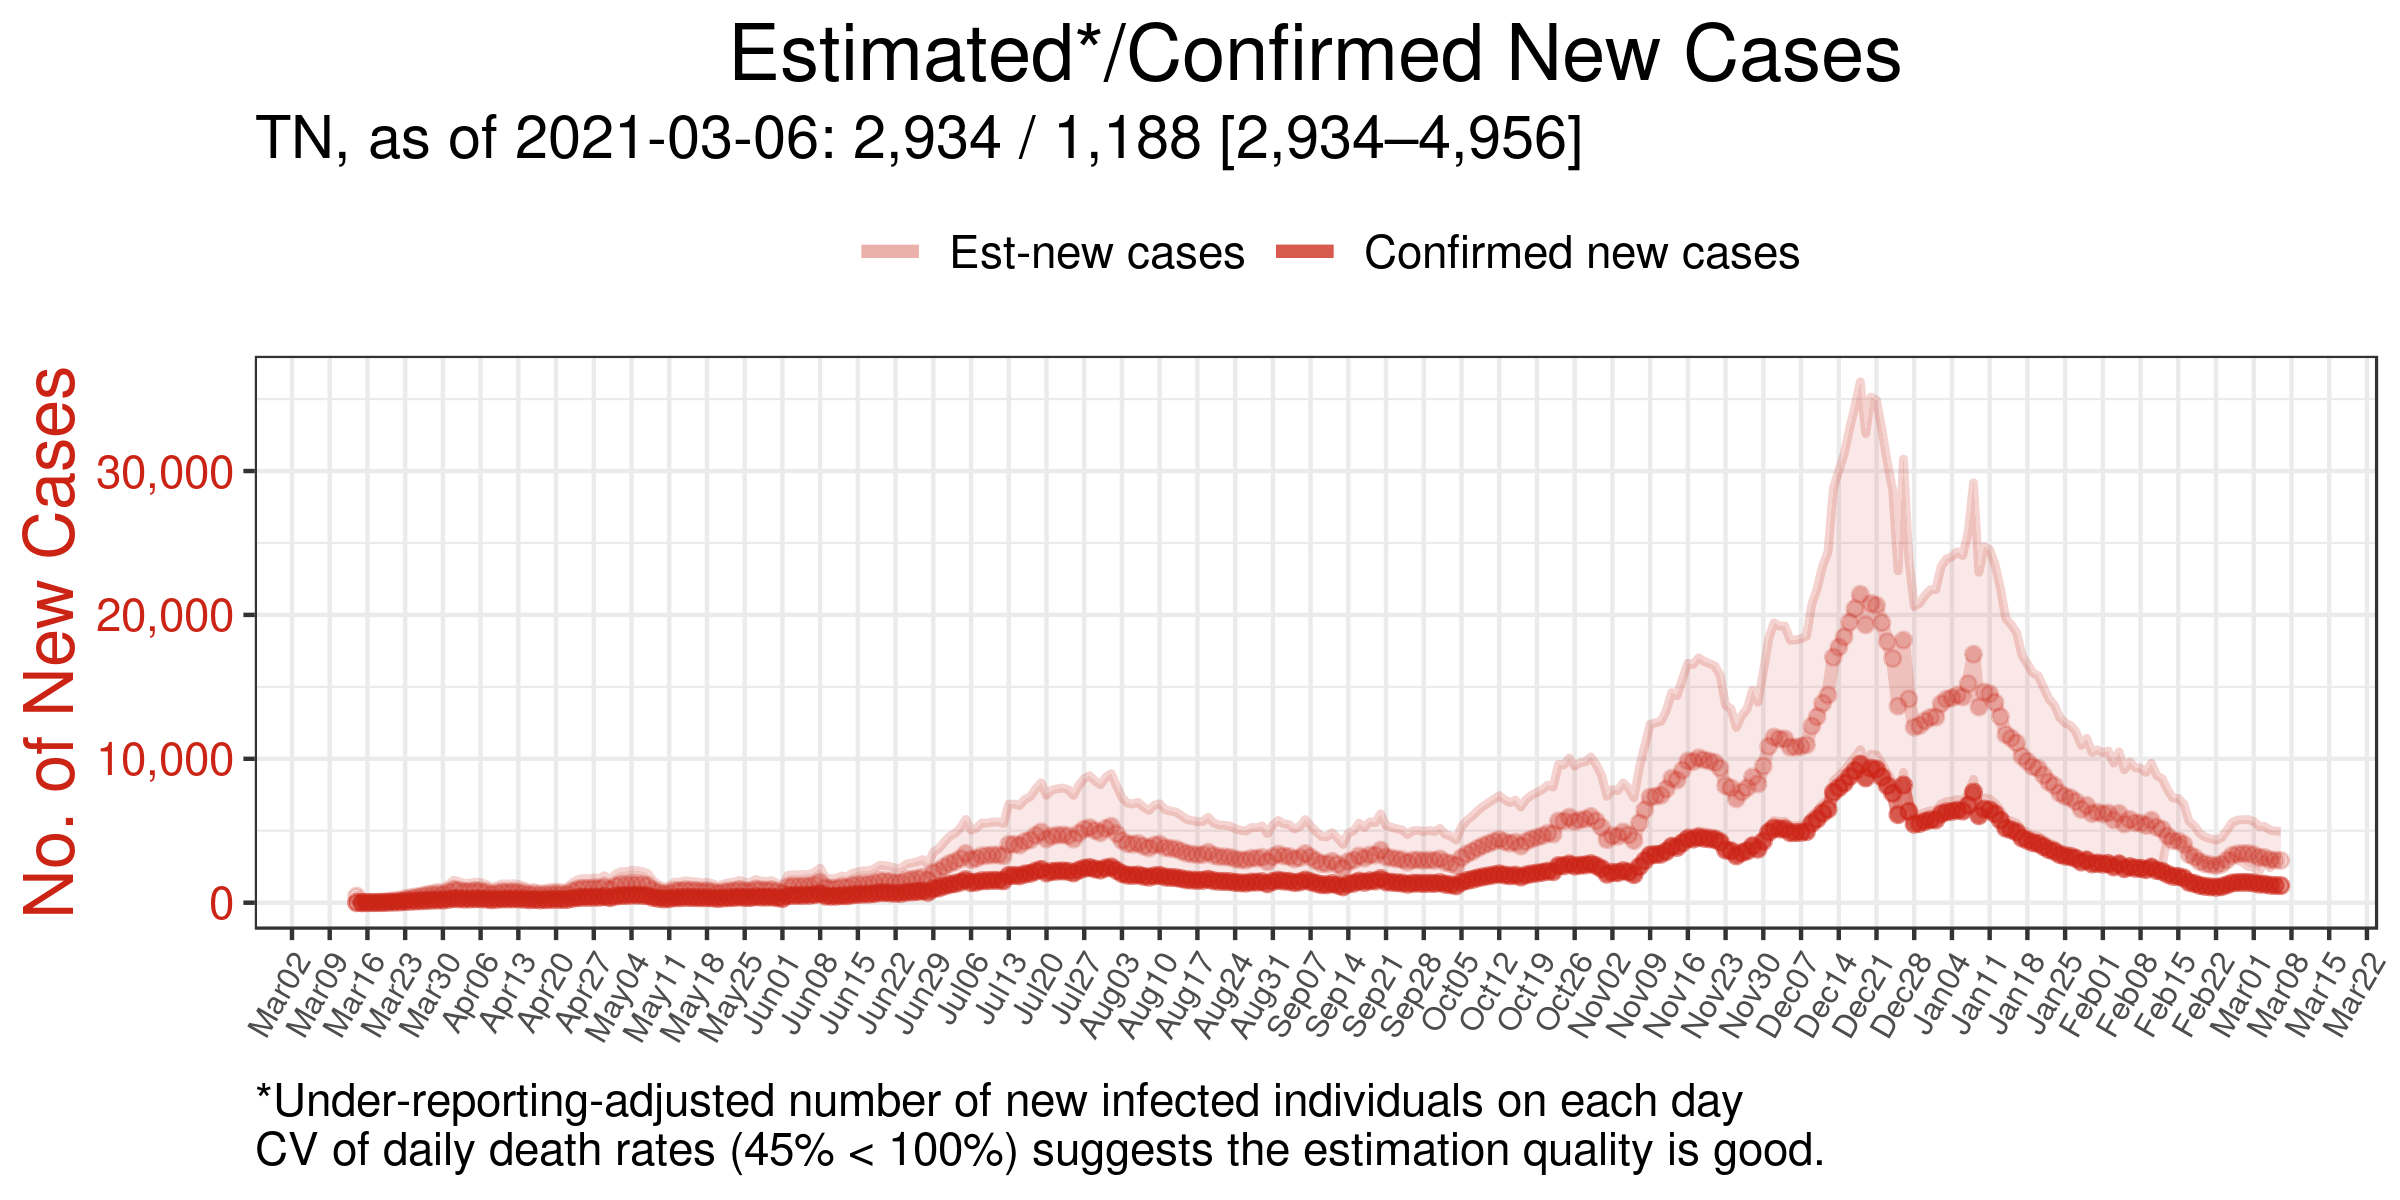 Estimated*/Confirmed New Cases
TN, as of 2021-03-06: 2,934 / 1,188 [2,934–4,956]
Est-new cases
Confirmed new cases
No. of New Cases
30,000
20,000
10,000
0
Mar02
Mar09
Mar16
Mar23
Mar30
Apr06
Apr13
Apr20
Apr27
May04
May11
May18
May25
Jun01
Jun08
Jun15
Jun22
Jun29
Jul06
Jul13
Jul20
Jul27
Aug03
Aug10
Aug17
Aug24
Aug31
Sep07
Sep14
Sep21
Sep28
Oct05
Oct12
Oct19
Oct26
Nov02
Nov09
Nov16
Nov23
Nov30
Dec07
Dec14
Dec21
Dec28
Jan04
Jan11
Jan18
Jan25
Feb01
Feb08
Feb15
Feb22
Mar01
Mar08
Mar15
Mar22
*Under-reporting-adjusted number of new infected individuals on each day
CV of daily death rates (45% < 100%) suggests the estimation quality is good.